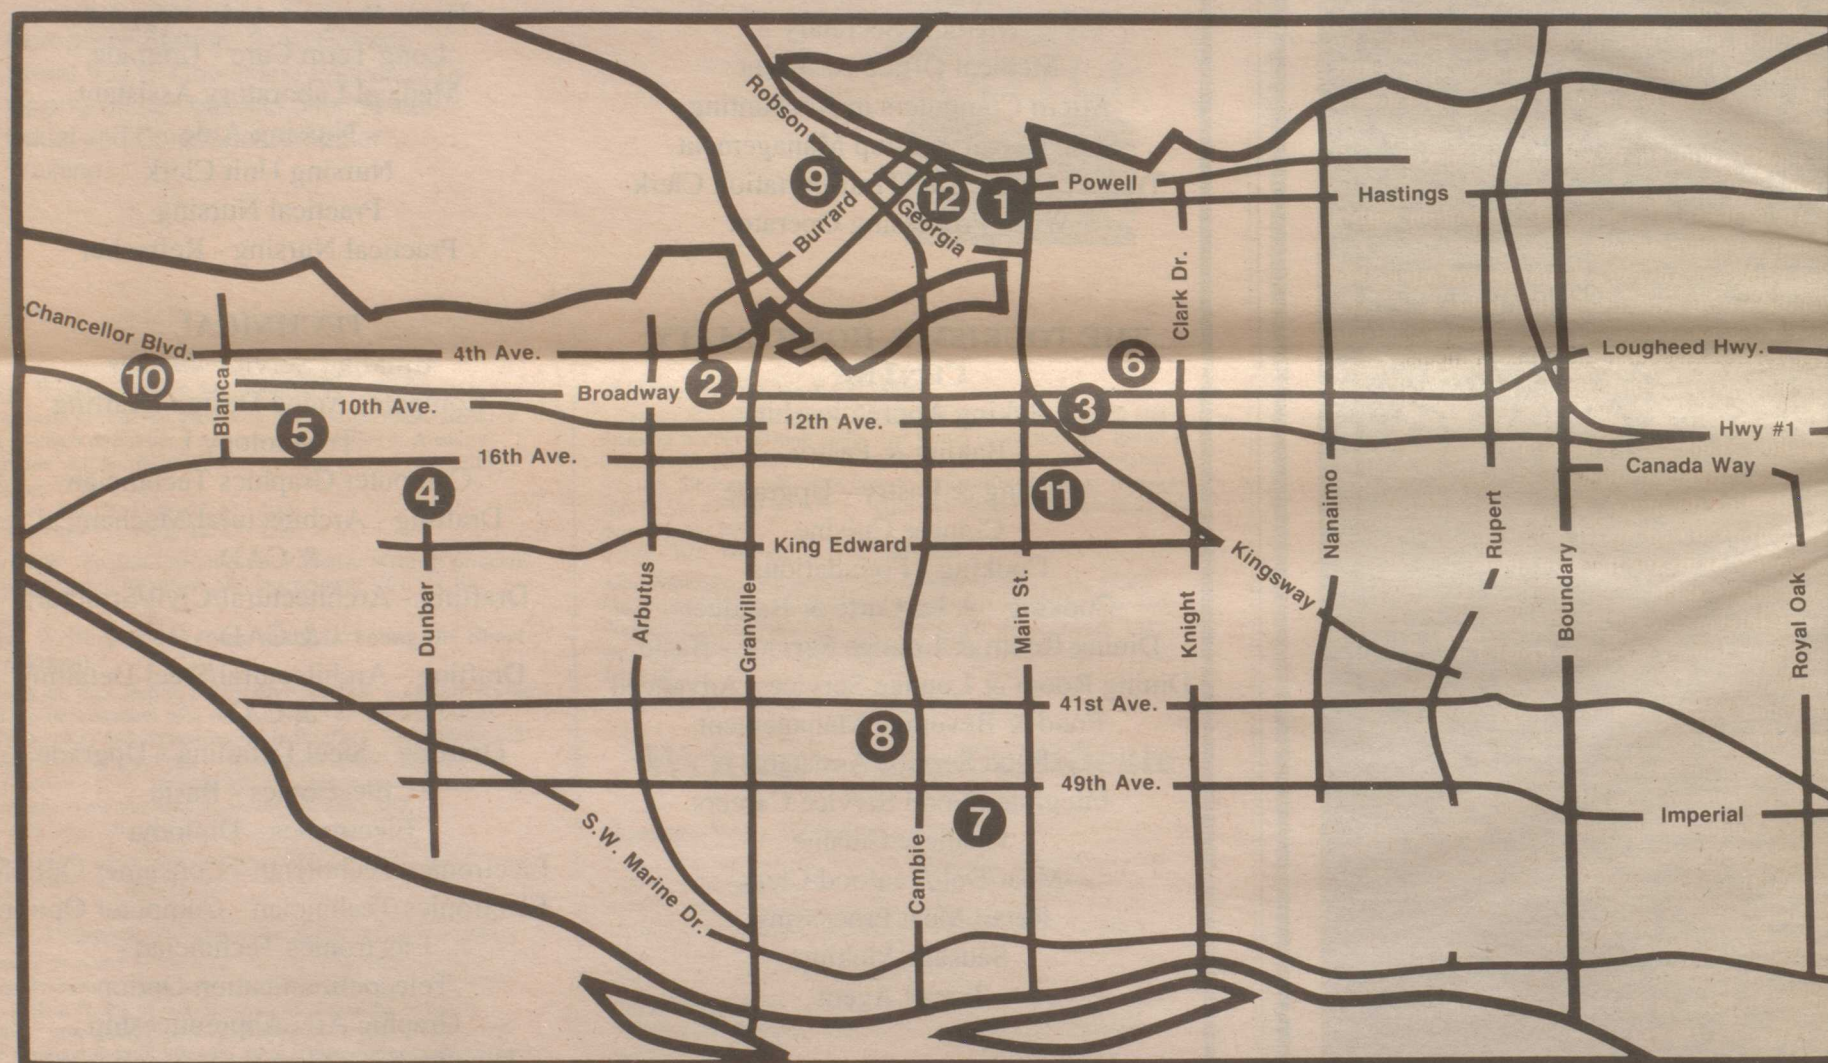 Robson
9
12
1
Powell
Hastings
Burrard
Georgia
Clark Dr.
Chancellor Blvd.
4th Ave.
Lougheed Hwy.
10
Blanca
Broadway
2
6
5
10th Ave.
12th Ave.
3
Hwy #1
16th Ave.
Canada Way
4
11
King Edward
Kingsway
Nanaimo
Rupert
Dunbar
Arbutus
Granville
Main St.
Knight
Boundary
Royal Oak
41st Ave.
8
49th Ave.
7
Imperial
S.W. Marine Dr.
Cambie